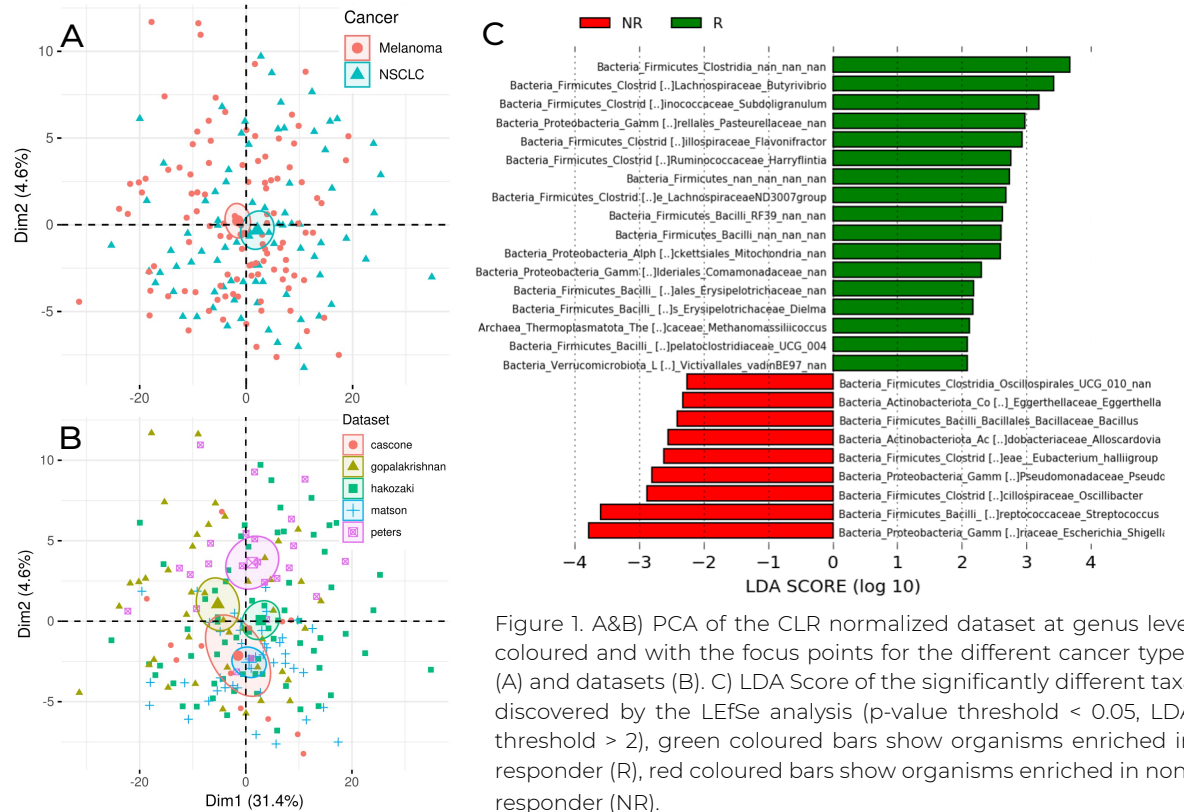 A
Cancer
Melanoma
NSCLC
Dim2 (4.6%)
10
5
0
-5
-20
0
20
B
Dataset
cascone
gopalakrishnan
hakozaki
matson
peters
Dim2 (4.6%)
10
5
0
-5
-20
0
20
Dim1 (31.4%)
C
NR
R
Bacteria_Firmicutes_Clostridia_nan_nan_nan
Bacteria_Firmicutes_Clostrid [..]Lachnospiraceae_Butyrivibrio
Bacteria_Firmicutes_Clostrid [..]inococcaceae_Subdoligranulum
Bacteria_Proteobacteria_Gamm [..]rellales_Pasteurellaceae_nan
Bacteria_Firmicutes_Clostrid [..]illospiraceae_Flavonifractor
Bacteria_Firmicutes_Clostrid [..]Ruminococcaceae_Harryflintia
Bacteria_Firmicutes_nan_nan_nan_nan
Bacteria_Firmicutes_Clostrid [..]e_LachnospiraceaeND3007group
Bacteria_Firmicutes_Bacilli_RF39_nan_nan
Bacteria_Firmicutes_Bacilli_nan_nan_nan
Bacteria_Proteobacteria_Alph [..]ckettsiales_Mitochondria_nan
Bacteria_Proteobacteria_Gamm [..]lderiales_Comamonadaceae_nan
Bacteria_Firmicutes_Bacilli_ [..]ales_Erysipelotrichaceae_nan
Bacteria_Firmicutes_Bacilli_ [..]s_Erysipelotrichaceae_Dielma
Archaea_Thermoplasmatota_The [..]caceae_Methanomassiliicoccus
Bacteria_Firmicutes_Bacilli_ [..]pelatoclostridiaceae_UCG_004
Bacteria_Verrucomicrobiota_L [..]_Victivallales_vadinBE97_nan
Bacteria_Firmicutes_Clostridia_Oscillospirales_UCG_010_nan
Bacteria_Actinobacteriota_Co [..]_Eggerthellaceae_Eggerthella
Bacteria_Firmicutes_Bacilli_Bacillales_Bacillaceae_Bacillus
Bacteria_Actinobacteriota_Ac [..]dobacteriaceae_Alloscardovia
Bacteria_Firmicutes_Clostrid [..]eae__Eubacterium_halliigroup
Bacteria_Proteobacteria_Gamm [..]Pseudomonadaceae_Pseudo
Bacteria_Firmicutes_Clostrid [..]cillospiraceae_Oscillibacter
Bacteria_Firmicutes_Bacilli_ [..]reptococcaceae_Streptococcus
Bacteria_Proteobacteria_Gamm [..]riaceae_Escherichia_Shigella
−4 −3 −2 −1 0 1 2 3 4
LDA SCORE (log 10)
Figure 1. A&B) PCA of the CLR normalized dataset at genus leve
coloured and with the focus points for the different cancer type
(A) and datasets (B). C) LDA Score of the significantly different tax
discovered by the LEfSe analysis (p-value threshold < 0.05, LDA
threshold > 2), green coloured bars show organisms enriched in
responder (R), red coloured bars show organisms enriched in non
responder (NR).